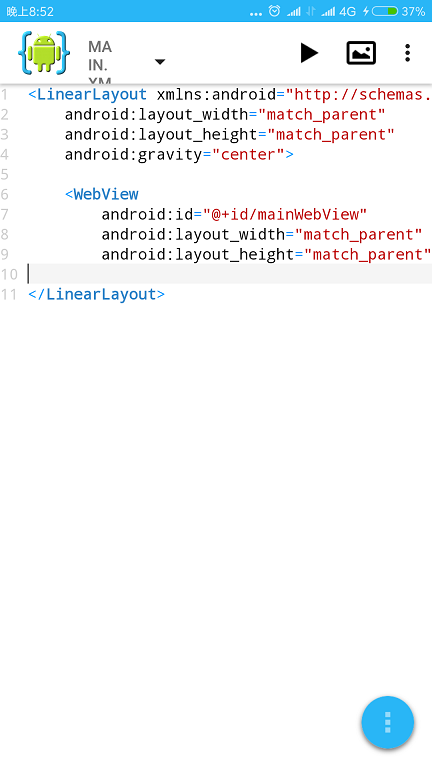 晚上8:52 ... 4G 37%
MA
IN.
XM
1 <LinearLayout xmlns:android="http://schemas.
2 android:layout_width="match_parent"
3 android:layout_height="match_parent"
4 android:gravity="center">
5
6 <WebView
7 android:id="@+id/mainWebView"
8 android:layout_width="match_parent"
9 android:layout_height="match_parent"
10
11 </LinearLayout>